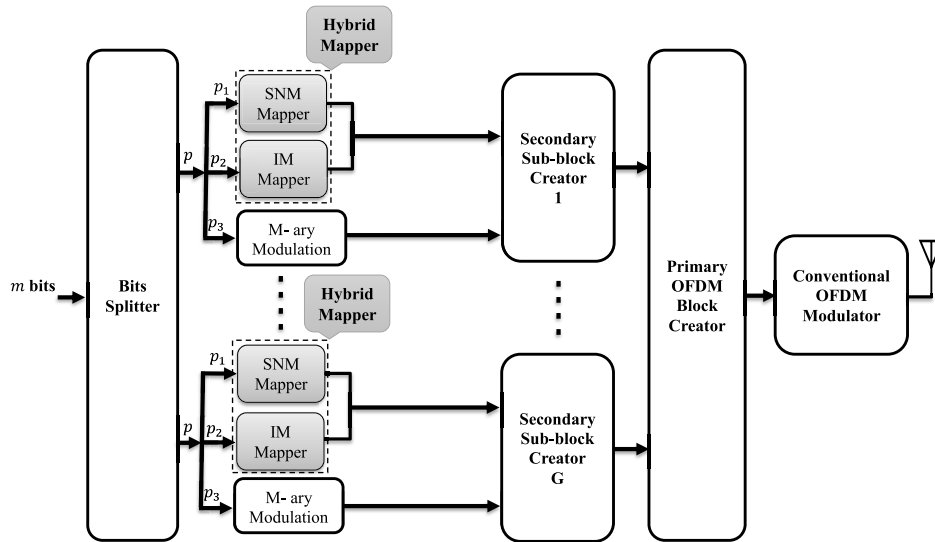 Hybrid
Mapper
p₁
SNM
Mapper
p
p₂
IM
Mapper
p₃
M- ary
Modulation
Secondary
Sub-block
Creator
1
m bits
Bits
Splitter
Hybrid
Mapper
Primary
OFDM
Block
Creator
Conventional
OFDM
Modulator
p₁
SNM
Mapper
p
p₂
IM
Mapper
p₃
M- ary
Modulation
Secondary
Sub-block
Creator
G